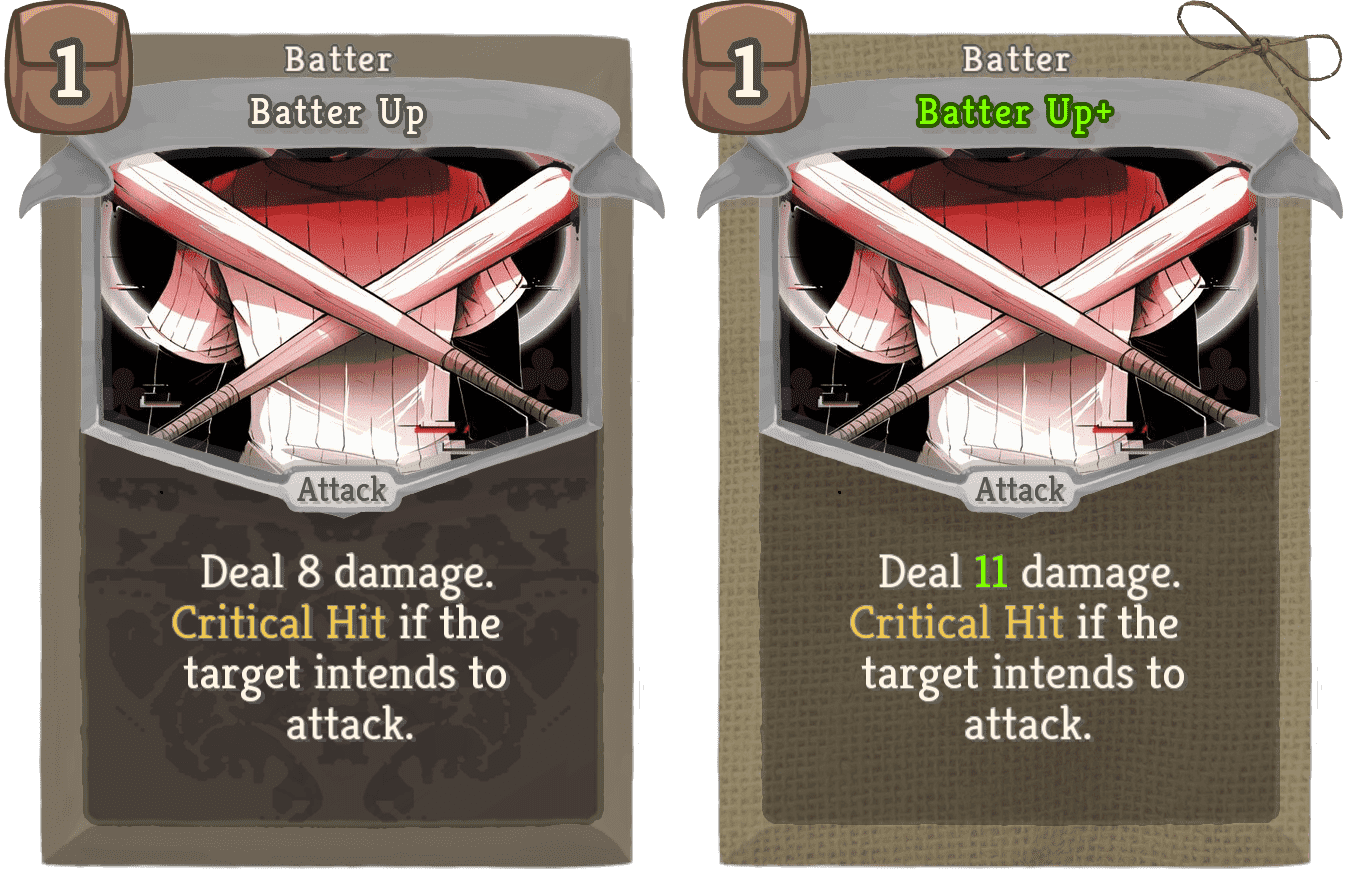 1
Batter
Batter Up
Attack
Deal 8 damage.
Critical Hit if the
target intends to
attack.
1
Batter
Batter Up+
Attack
Deal 11 damage.
Critical Hit if the
target intends to
attack.